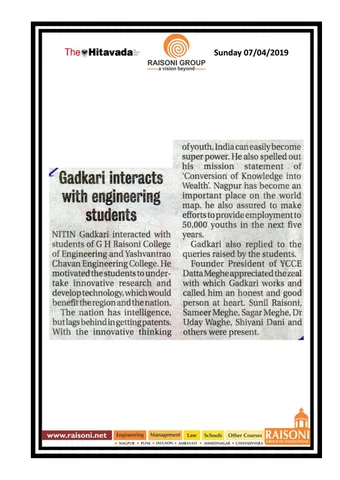 The Hitavada
RAISONI GROUP
a vision beyond
Sunday 07/04/2019
Gadkari interacts
with engineering
students
NITIN Gadkari interacted with
students of G H Raisoni College
of Engineering and Yashvantrao
Chavan Engineering College. He
motivated the students to under-
take innovative research and
develop technology, which would
benefit the region and the nation.
The nation has intelligence,
but lags behind in getting patents.
With the innovative thinking
of youth, India can easily become
super power. He also spelled out
his mission statement of
'Conversion of Knowledge into
Wealth'. Nagpur has become an
important place on the world
map, he also assured to make
efforts to provide employment to
50,000 youths in the next five
years.
Gadkari also replied to the
queries raised by the students.
Founder President of YCCE
Datta Meghe appreciated the zeal
with which Gadkari works and
called him an honest and good
person at heart. Sunil Raisoni,
Sameer Meghe, Sagar Meghe, Dr
Uday Waghe, Shivani Dani and
others were present.
www.raisoni.net
Engineering Management Law Schools Other Courses
• NAGPUR • PUNE • JALGAON • AMRAVATI • AHMEDNAGAR • CHHINDWARA
RAISONI